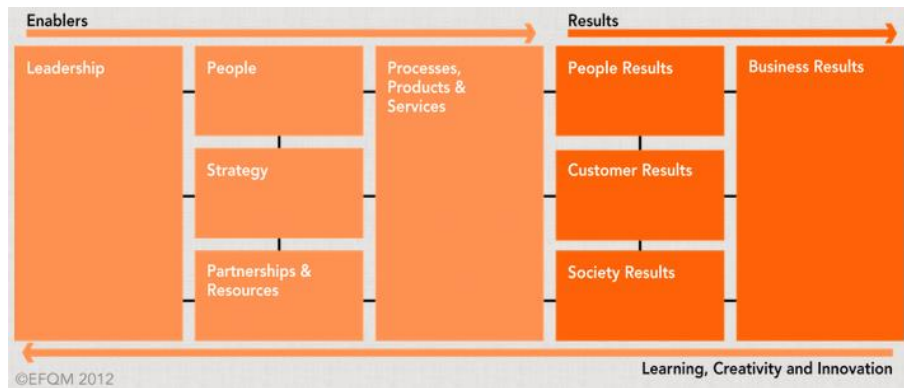 Enablers
Results
Leadership
People
Processes,
Products &
Services
People Results
Business Results
Strategy
Customer Results
Partnerships &
Resources
Society Results
Learning, Creativity and Innovation
©EFQM 2012